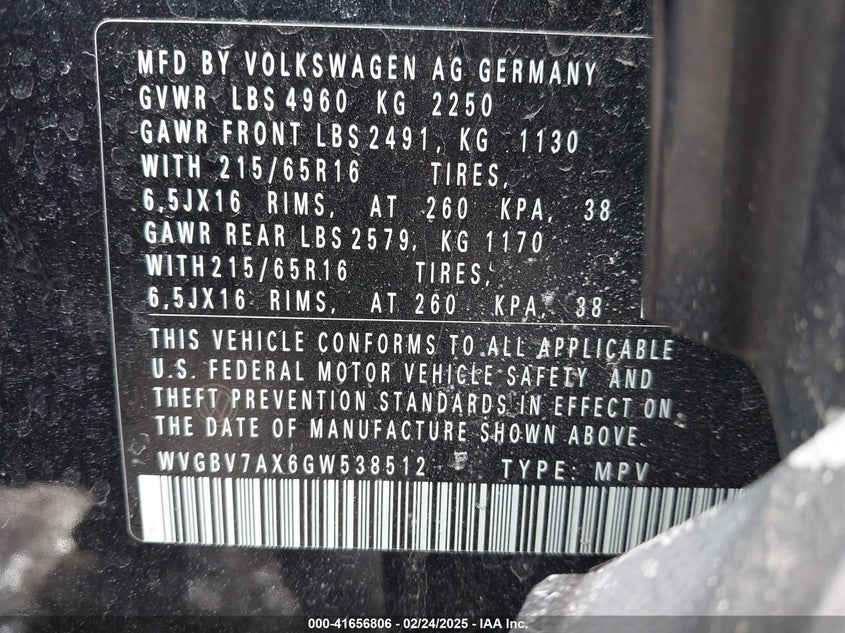 MFD BY VOLKSWAGEN AG GERMANY
GVWR LBS 4960 KG 2250
GAWR FRONT LBS 2491, KG 1130
WITH 215/65R16 TIRES,
6,5JX16 RIMS, AT 260 KPA, 38
GAWR REAR LBS 2579, KG 1170
WITH 215/65R16 TIRES,
6,5JX16 RIMS, AT 260 KPA, 38
THIS VEHICLE CONFORMS TO ALL APPLICABLE
U.S. FEDERAL MOTOR VEHICLE SAFETY AND
THEFT PREVENTION STANDARDS IN EFFECT ON
THE DATE OF MANUFACTURE SHOWN ABOVE.
WVGBV7AX6GW538512 TYPE: MPV
000-41656806 / 02/24/2025 / IAA Inc.